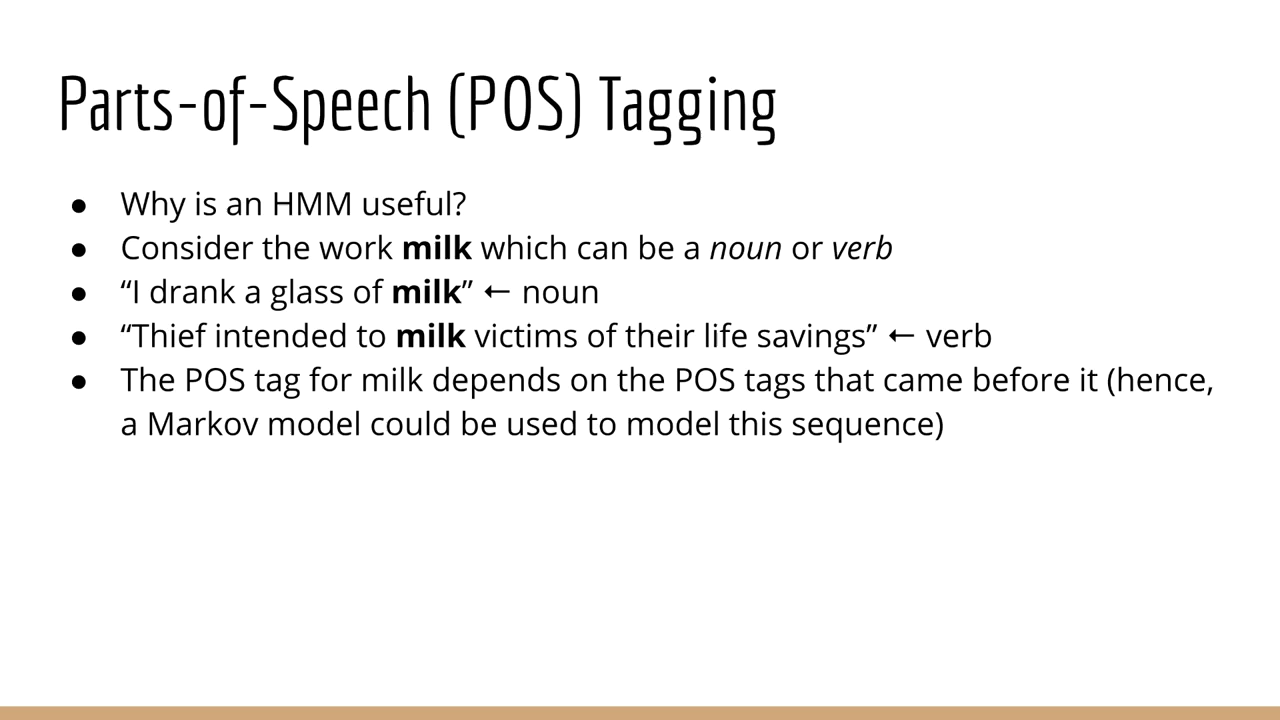 Parts-of-Speech (POS) Tagging
● Why is an HMM useful?
● Consider the work milk which can be a noun or verb
● “I drank a glass of milk” ← noun
● “Thief intended to milk victims of their life savings” ← verb
● The POS tag for milk depends on the POS tags that came before it (hence,
a Markov model could be used to model this sequence)